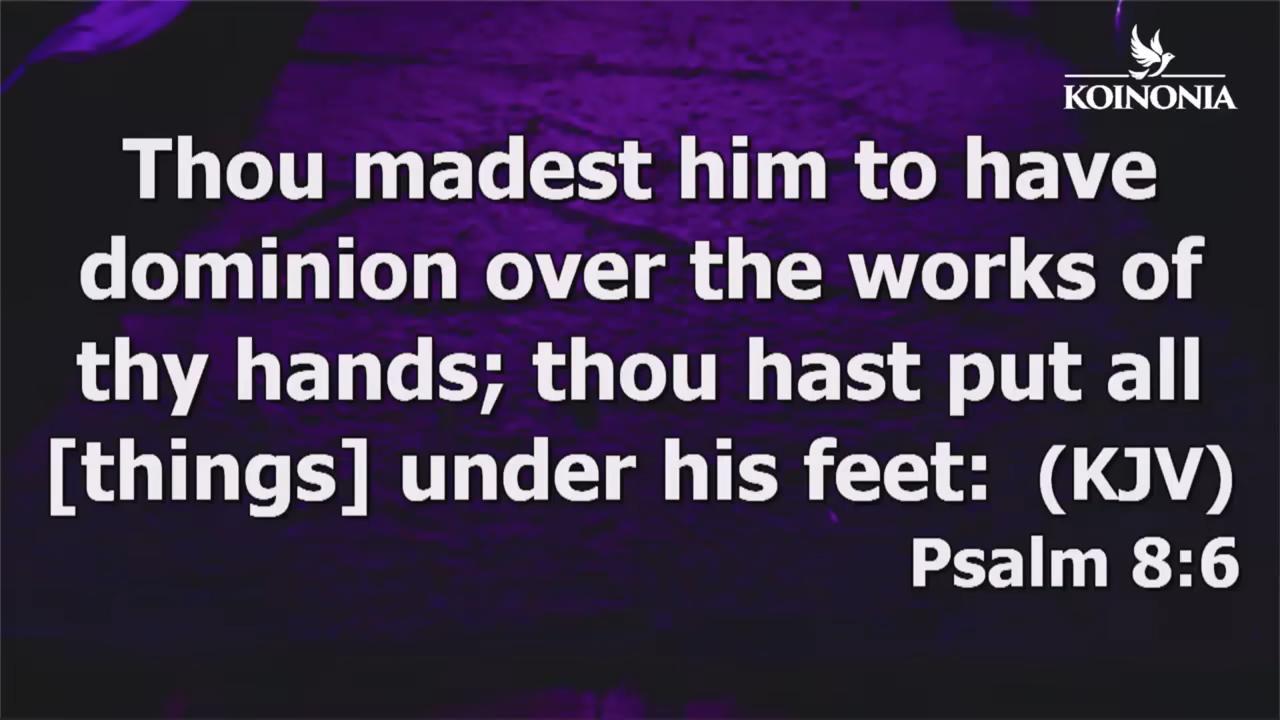 KOINONIA
Thou madest him to have
dominion over the works of
thy hands; thou hast put all
[things] under his feet:  (KJV)
Psalm 8:6